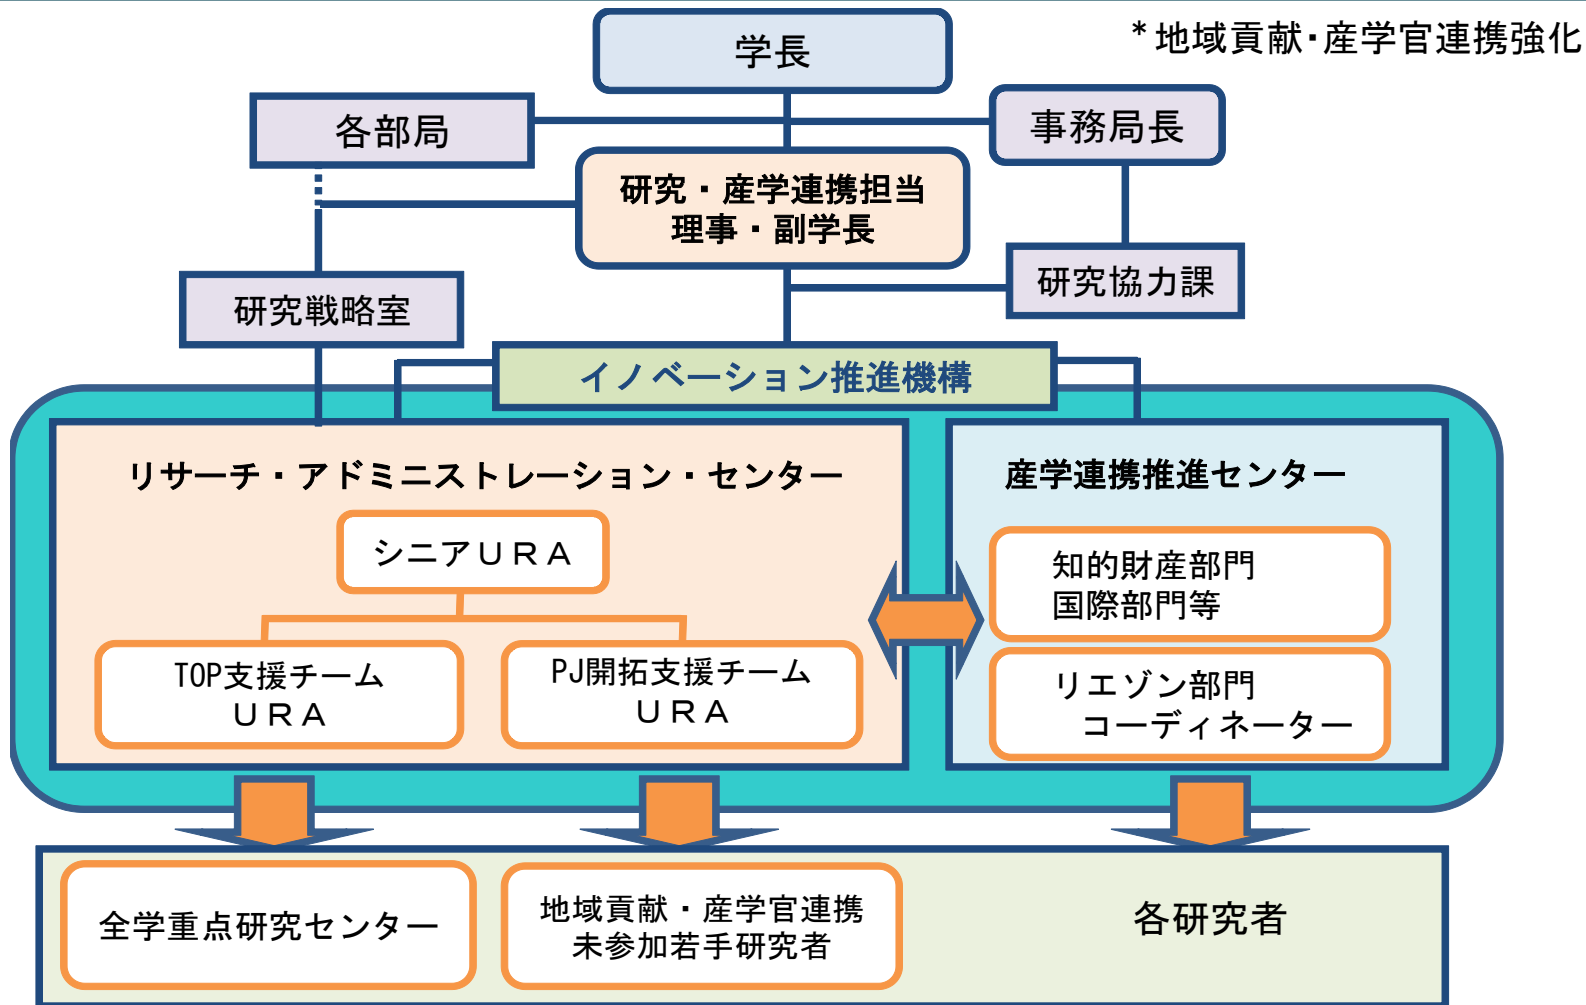 *地域貢献・産学官連携強化
学長
各部局
事務局長
研究・産学連携担当
理事・副学長
研究協力課
研究戦略室
イノベーション推進機構
リサーチ・アドミニストレーション・センター
シニアＵＲＡ
TOP支援チーム
ＵＲＡ
PJ開拓支援チーム
ＵＲＡ
産学連携推進センター
知的財産部門
国際部門等
リエゾン部門
コーディネーター
全学重点研究センター
地域貢献・産学官連携
未参加若手研究者
各研究者